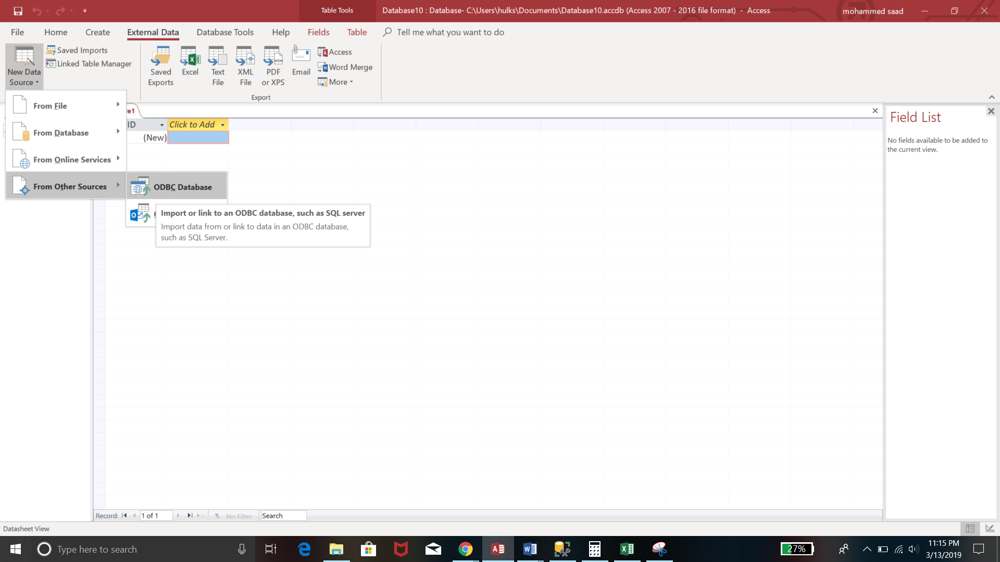 Table Tools
Database10 : Database- C:\Users\hulks\Documents\Database10.accdb (Access 2007 - 2016 file format) - Access
mohammed saad
File Home Create External Data Database Tools Help Fields Table Tell me what you want to do
New Data
Source
Saved Imports
Linked Table Manager
Saved
Exports
Excel
Text
File
XML
File
PDF
or XPS
Email
Access
Word Merge
More
Export
From File
From Database
From Online Services
From Other Sources
ODBC Database
Import or link to an ODBC database, such as SQL server
Import data from or link to data in an ODBC database,
such as SQL Server.
e1
ID
Click to Add
(New)
Field List
No fields available to be added to
the current view.
Record: 1 of 1 No Filter Search
Datasheet View
Type here to search
27%
11:15 PM
3/13/2019